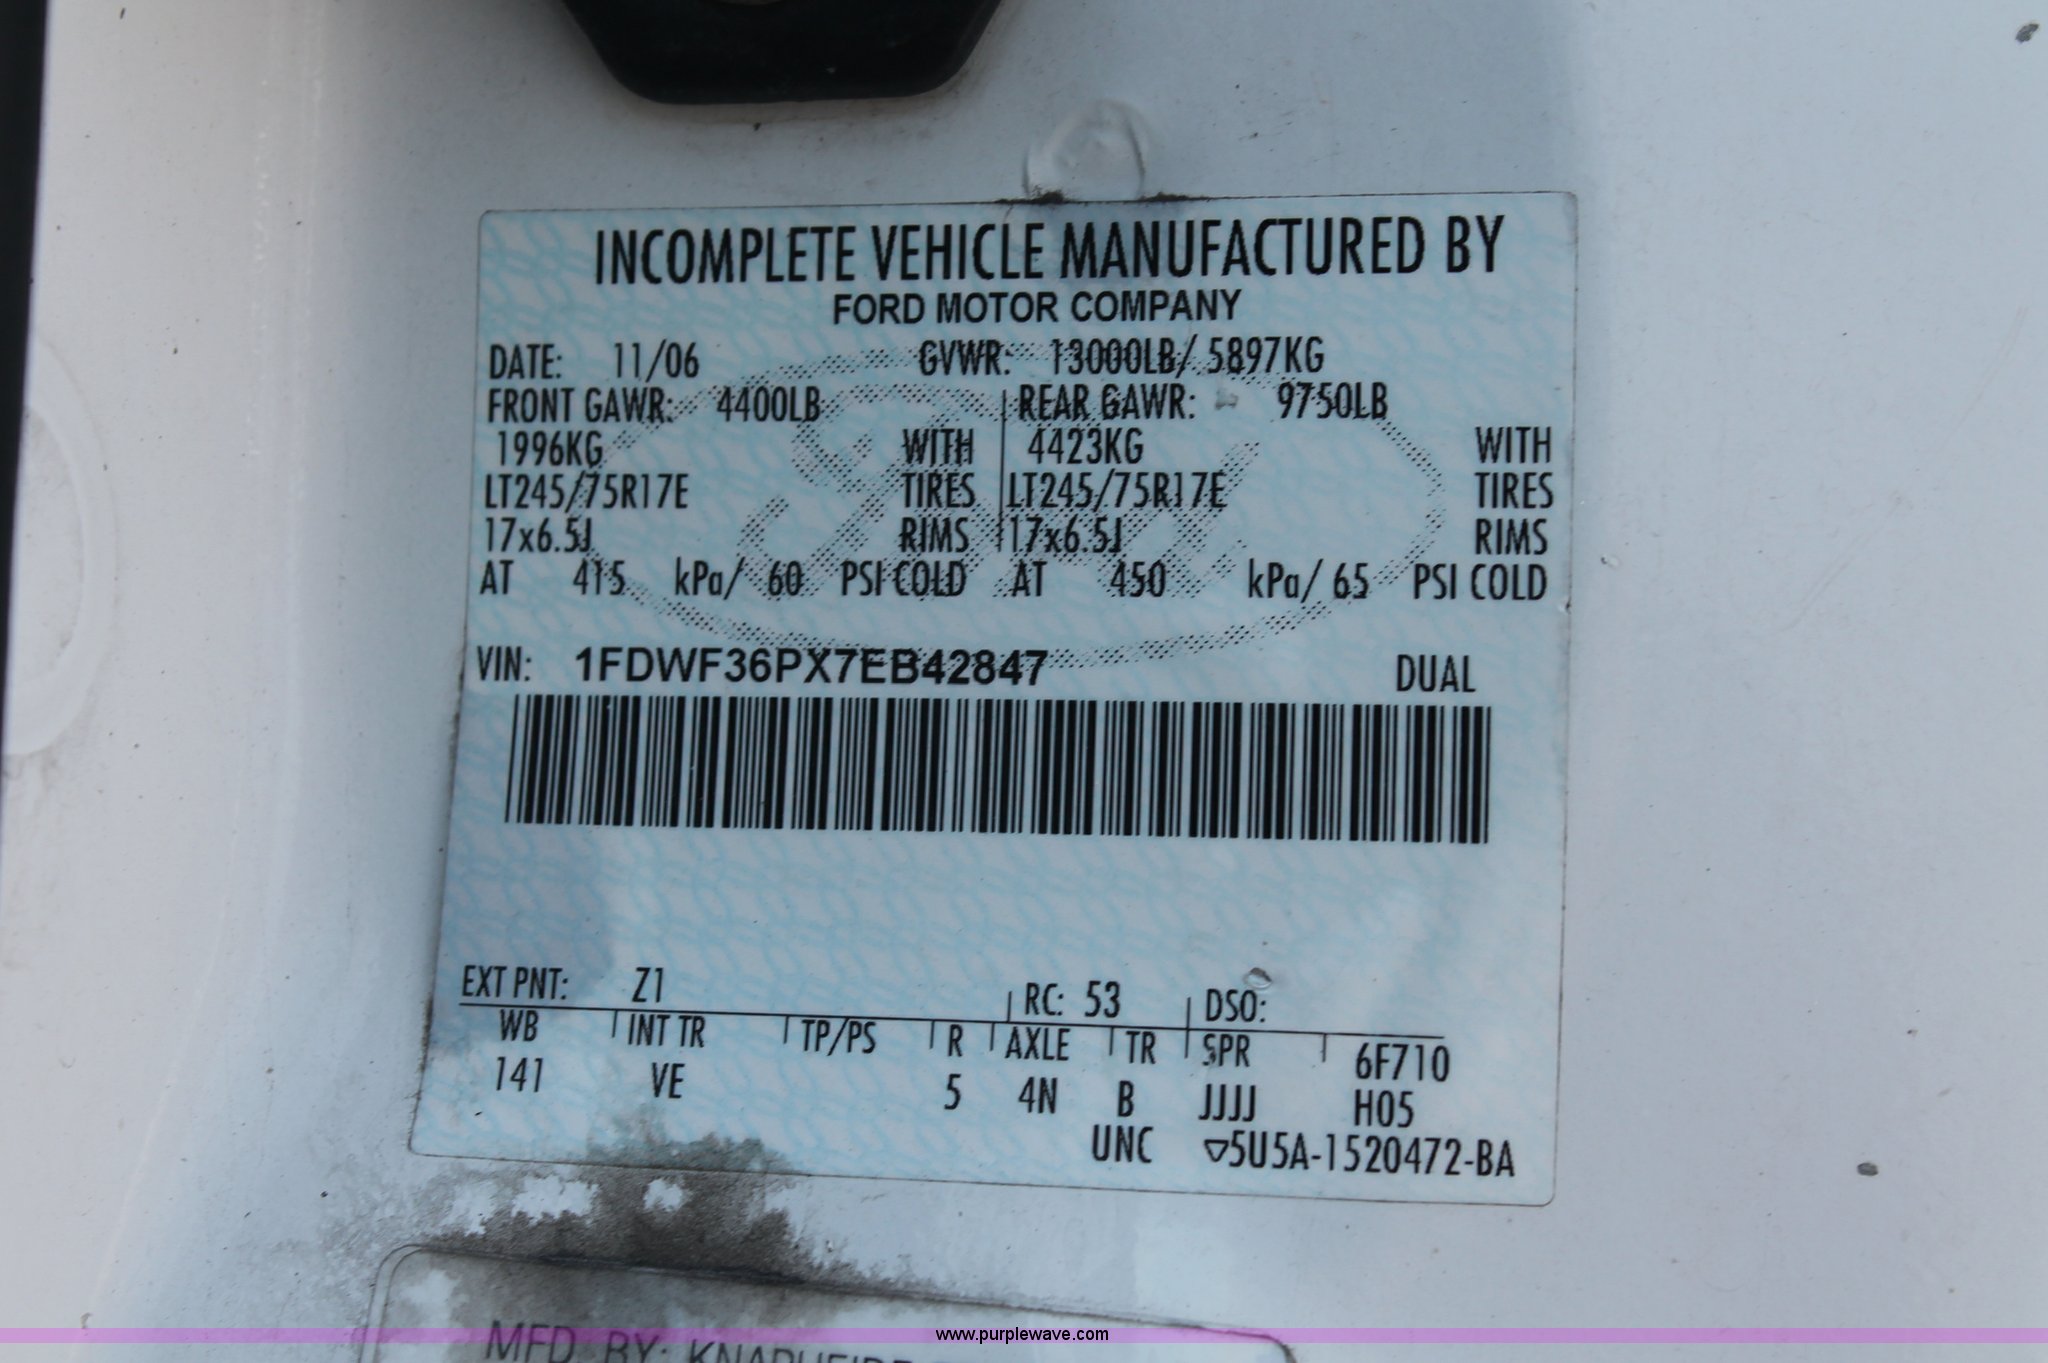 INCOMPLETE VEHICLE MANUFACTURED BY
FORD MOTOR COMPANY
DATE: 11/06 GVWR: 13000LB/ 5897KG
FRONT GAWR: 4400LB REAR GAWR: 9750LB
1996KG WITH 4423KG WITH
LT245/75R17E TIRES LT245/75R17E TIRES
17x6.5J RIMS 17x6.5J RIMS
AT 415 kPa/ 60 PSI COLD AT 450 kPa/ 65 PSI COLD
VIN: 1FDWF36PX7EB42847 DUAL
EXT PNT: Z1 RC: 53 DSO:
WB INT TR TP/PS R AXLE TR SPR 6F710
141 VE 5 4N B JJJJ H05
UNC ▽5U5A-1520472-BA
MFD BY: KNAPHEIDE
www.purplewave.com